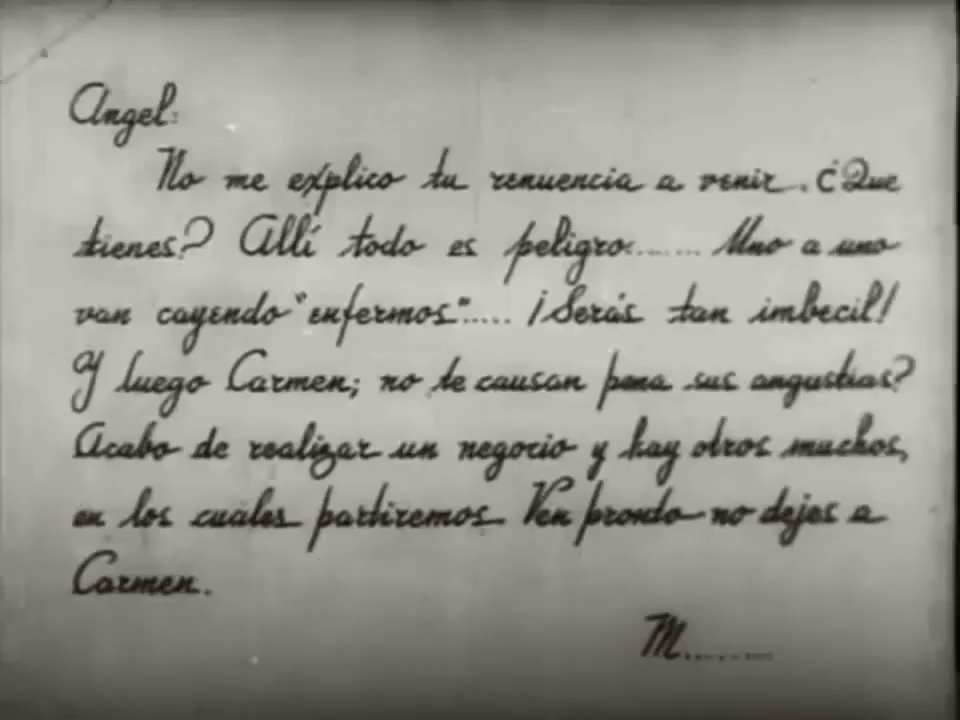 Angel:
No me explico tu renuencia a venir. ¿Que
tienes? Allí todo es peligro....... Uno a uno
van cayendo "enfermos"..... ¡Serás tan imbecil!
Y luego Carmen; no te causan pena sus angustias?
Acabo de realizar un negocio y hay otros muchos,
en los cuales partiremos. Ven pronto no dejes a
Carmen.
M.........